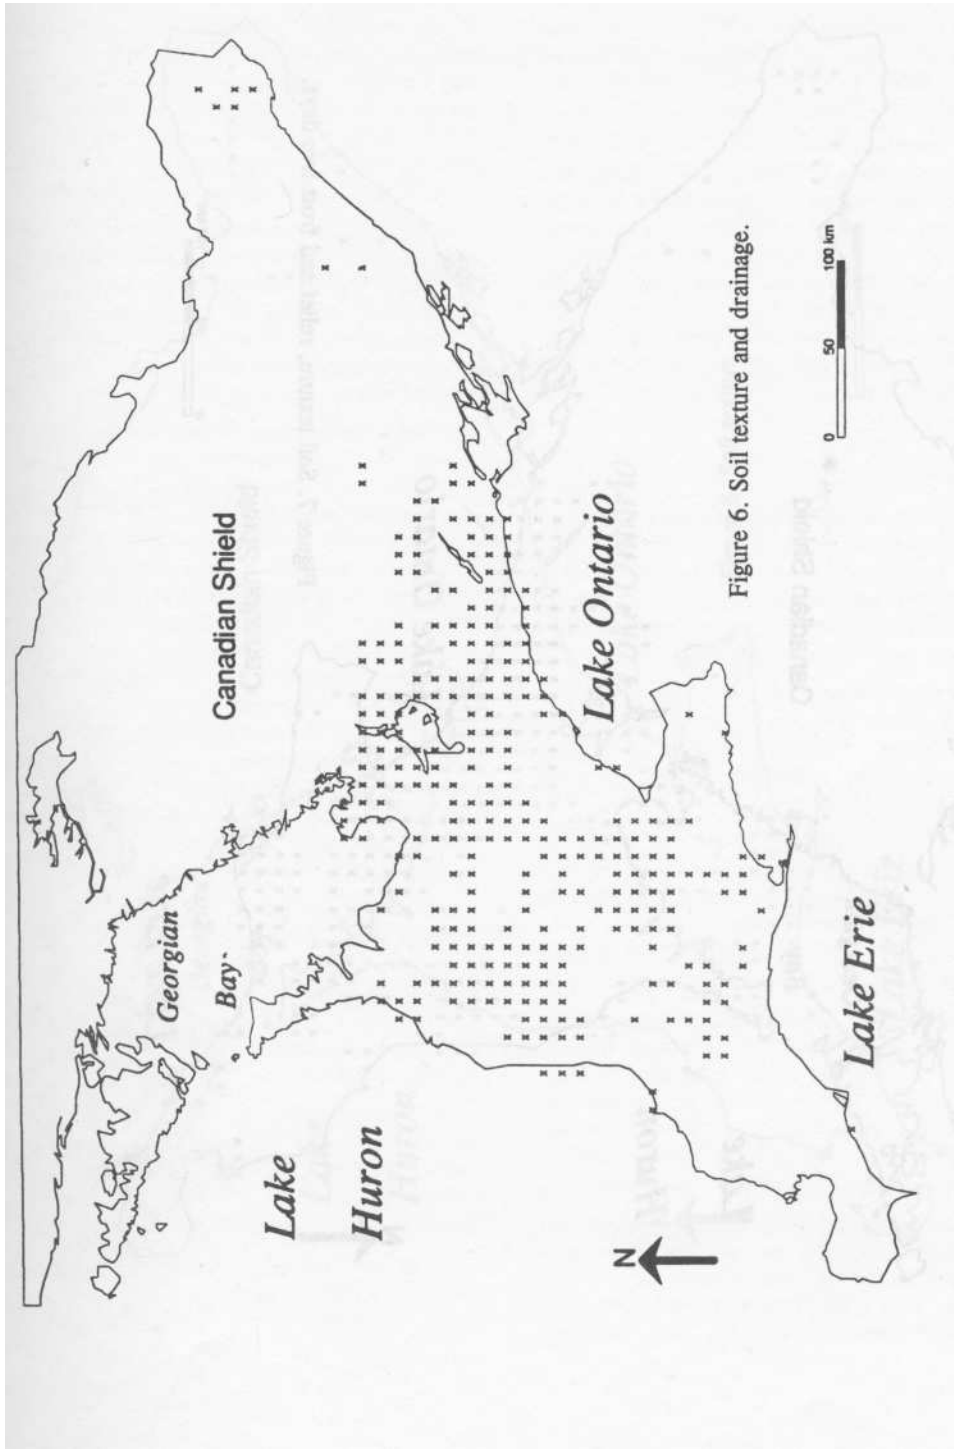 Canadian Shield
Georgian
Bay
Lake
Huron
Lake Ontario
Lake Erie
N
Figure 6. Soil texture and drainage.
0 50 100 km